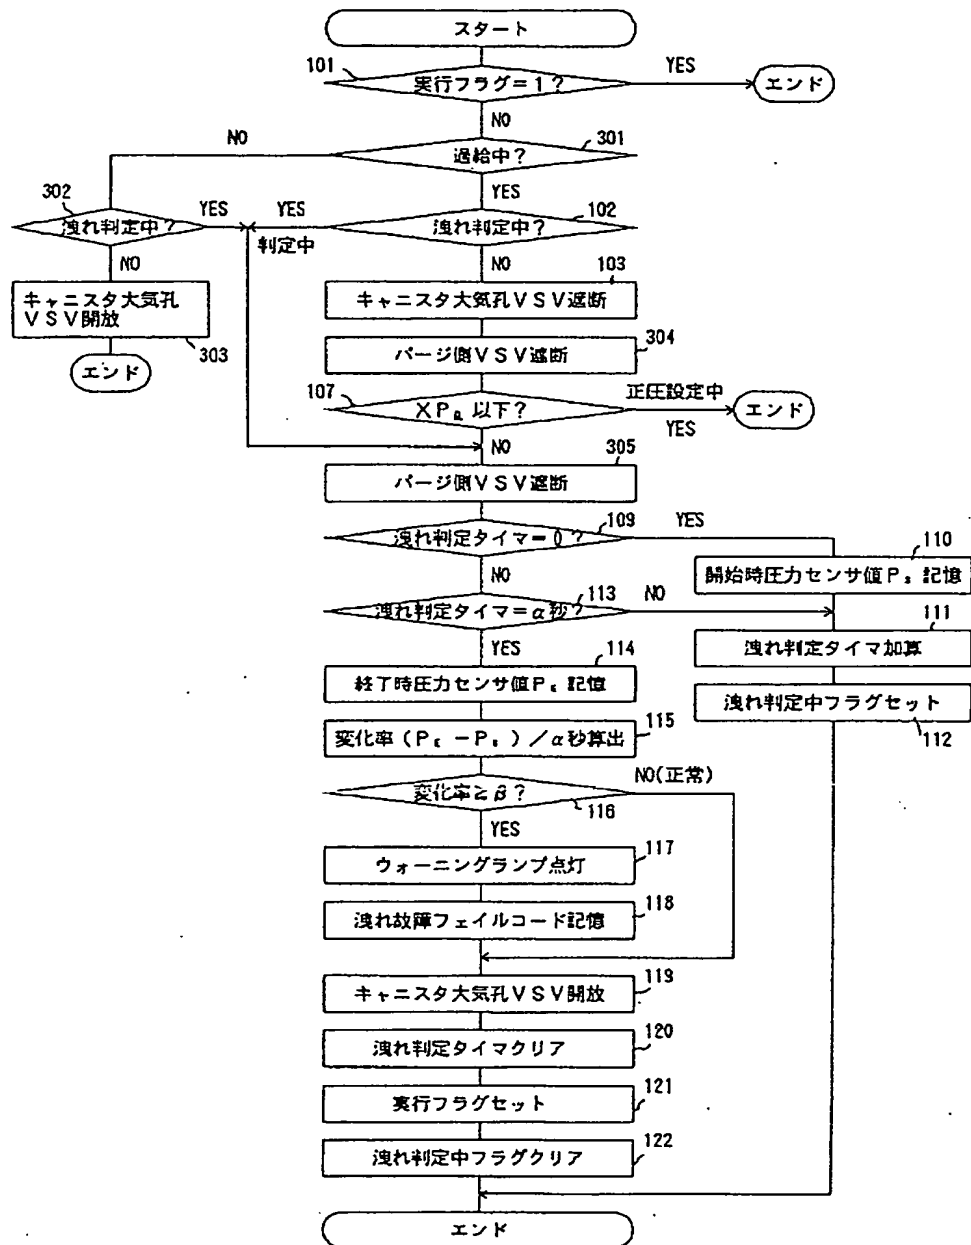 スタート
101
実行フラグ=1?
YES
エンド
NO
NO
過給中?
301
YES
302
洩れ判定中?
YES
YES
判定中
洩れ判定中?
102
NO
NO
キャニスタ大気孔
VSV開放
303
エンド
103
キャニスタ大気孔VSV遮断
304
パージ側VSV遮断
107
XPa 以下?
正圧設定中
YES
エンド
NO
305
パージ側VSV遮断
洩れ判定タイマ=0?
109
YES
NO
110
開始時圧力センサ値Ps記憶
洩れ判定タイマ=α秒?
113
NO
YES
111
洩れ判定タイマ加算
114
終了時圧力センサ値PE記憶
洩れ判定中フラグセット
112
115
変化率(PE-Ps)/α秒算出
変化率≧β?
116
NO(正常)
YES
117
ウォーニングランプ点灯
118
洩れ故障フェイルコード記憶
119
キャニスタ大気孔VSV開放
120
洩れ判定タイマクリア
121
実行フラグセット
122
洩れ判定中フラグクリア
エンド